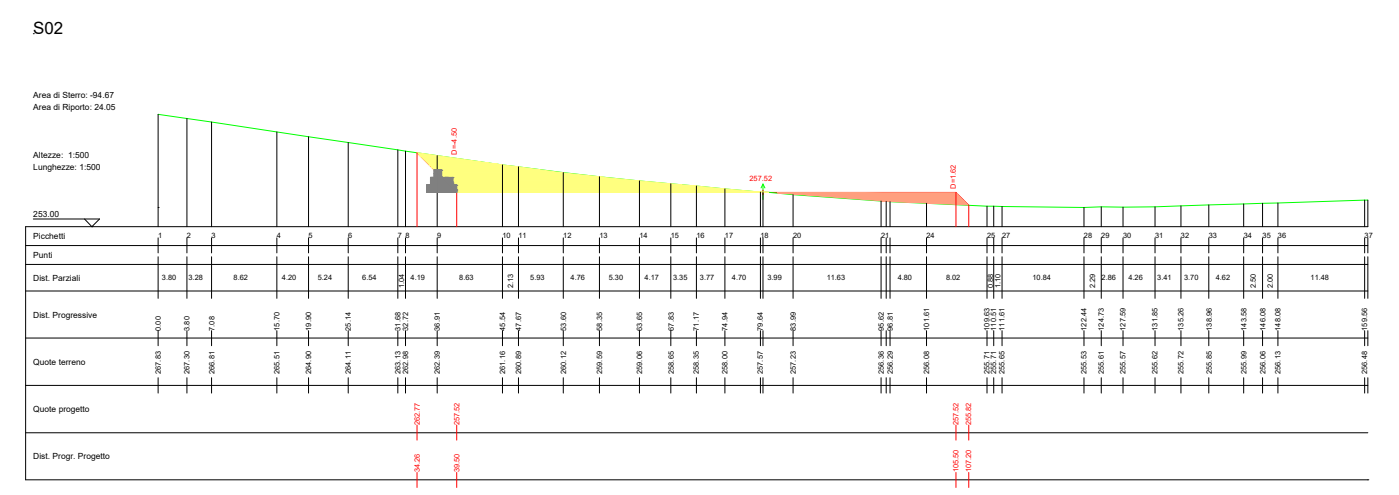 S02
Area di Sterro: -94.67
Area di Riporto: 24.05
Altezze: 1:500
Lunghezze: 1:500
D=-4.50
257.52
D=1.62
253.00
Picchetti 1 2 3 4 5 6 7 8 9 10 11 12 13 14 15 16 17 18 20 21 24 25 27 28 29 30 31 32 33 34 35 36 37
Punti
Dist. Parziali 3.80 3.28 8.62 4.20 5.24 6.54 1.04 4.19 8.63 2.13 5.93 4.76 5.30 4.17 3.35 3.77 4.70 3.99 11.63 4.80 8.02 0.88 1.10 10.84 2.29 2.86 4.26 3.41 3.70 4.62 2.50 2.00 11.48
Dist. Progressive 0.00 3.80 7.08 15.70 19.90 25.14 31.68 32.72 36.91 45.54 47.67 53.60 58.35 63.65 67.83 71.17 74.94 79.64 83.99 95.62 96.81 101.61 109.63 110.51 111.61 122.44 124.73 127.59 131.85 135.26 138.96 143.58 146.08 148.08 159.56
Quote terreno 267.83 267.30 266.81 265.51 264.90 264.11 263.13 262.98 262.39 261.16 260.89 260.12 259.59 259.06 258.65 258.35 258.00 257.57 257.23 256.36 256.29 256.08 255.71 255.71 255.65 255.53 255.61 255.57 255.62 255.72 255.85 255.99 256.06 256.13 256.48
Quote progetto 262.77 257.52 257.52 255.82
Dist. Progr. Progetto 34.26 39.50 105.50 107.20